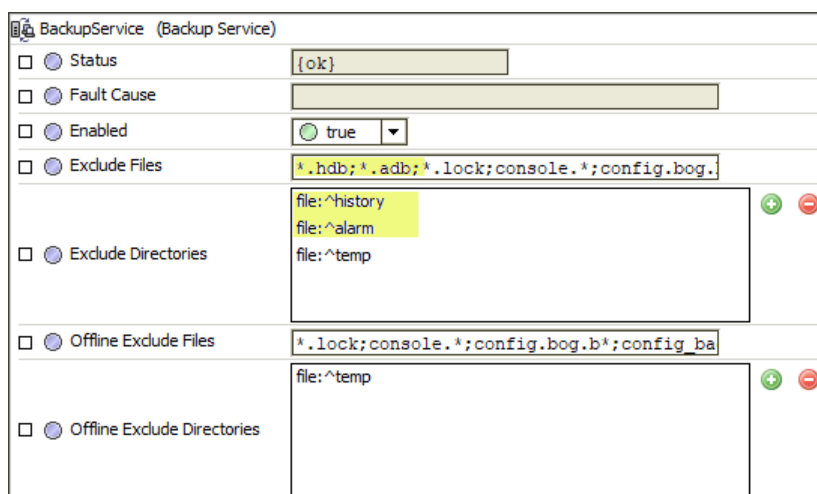 BackupService (Backup Service)
Status
{ok}
Fault Cause
Enabled
true
Exclude Files
*.hdb;*.adb;*.lock;console.*;config.bog.
Exclude Directories
file:^history
file:^alarm
file:^temp
Offline Exclude Files
*.lock;console.*;config.bog.b*;config_ba
Offline Exclude Directories
file:^temp